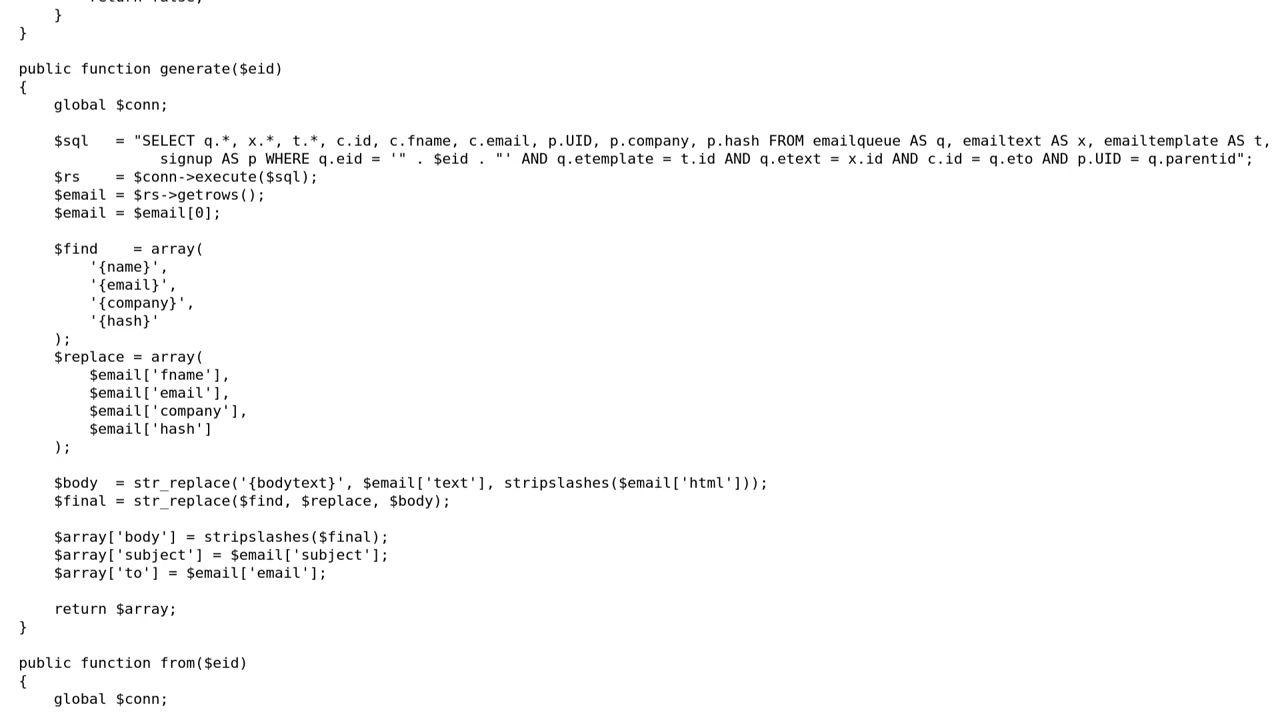 }
}

public function generate($eid)
{
    global $conn;

    $sql   = "SELECT q.*, x.*, t.*, c.id, c.fname, c.email, p.UID, p.company, p.hash FROM emailqueue AS q, emailtext AS x, emailtemplate AS t,
                signup AS p WHERE q.eid = '" . $eid . "' AND q.etemplate = t.id AND q.etext = x.id AND c.id = q.eto AND p.UID = q.parentid";
    $rs    = $conn->execute($sql);
    $email = $rs->getrows();
    $email = $email[0];

    $find    = array(
        '{name}',
        '{email}',
        '{company}',
        '{hash}'
    );
    $replace = array(
        $email['fname'],
        $email['email'],
        $email['company'],
        $email['hash']
    );

    $body  = str_replace('{bodytext}', $email['text'], stripslashes($email['html']));
    $final = str_replace($find, $replace, $body);

    $array['body'] = stripslashes($final);
    $array['subject'] = $email['subject'];
    $array['to'] = $email['email'];

    return $array;
}

public function from($eid)
{
    global $conn;